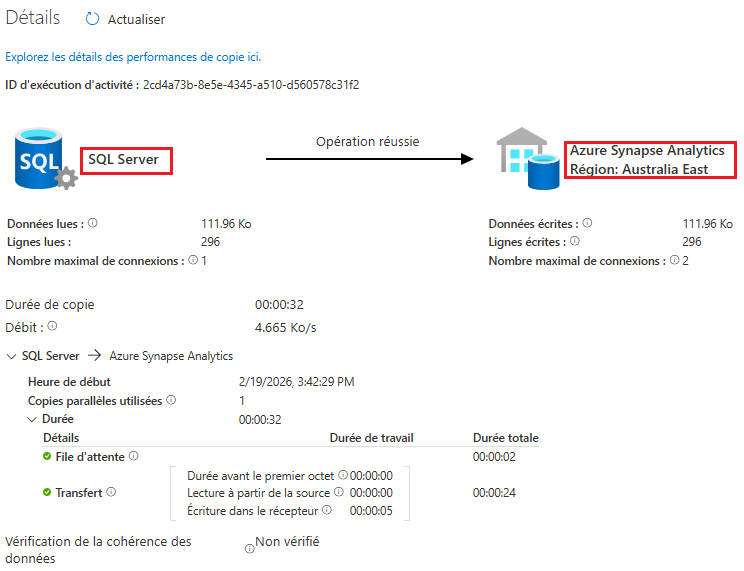 Détails Actualiser
Explorez les détails des performances de copie ici.
ID d'exécution d'activité : 2cd4a73b-8e5e-4345-a510-d560578c31f2
Opération réussie
SQL
SQL Server
Azure Synapse Analytics
Région: Australia East
Données lues : 111.96 Ko
Lignes lues : 296
Nombre maximal de connexions : 1
Données écrites : 111.96 Ko
Lignes écrites : 296
Nombre maximal de connexions : 2
Durée de copie 00:00:32
Débit : 4.665 Ko/s
SQL Server → Azure Synapse Analytics
Heure de début 2/19/2026, 3:42:29 PM
Copies parallèles utilisées 1
Durée 00:00:32
Détails Durée de travail Durée totale
File d'attente 00:00:02
Durée avant le premier octet 00:00:00
Transfert Lecture à partir de la source 00:00:00 00:00:24
Écriture dans le récepteur 00:00:05
Vérification de la cohérence des Non vérifié
données